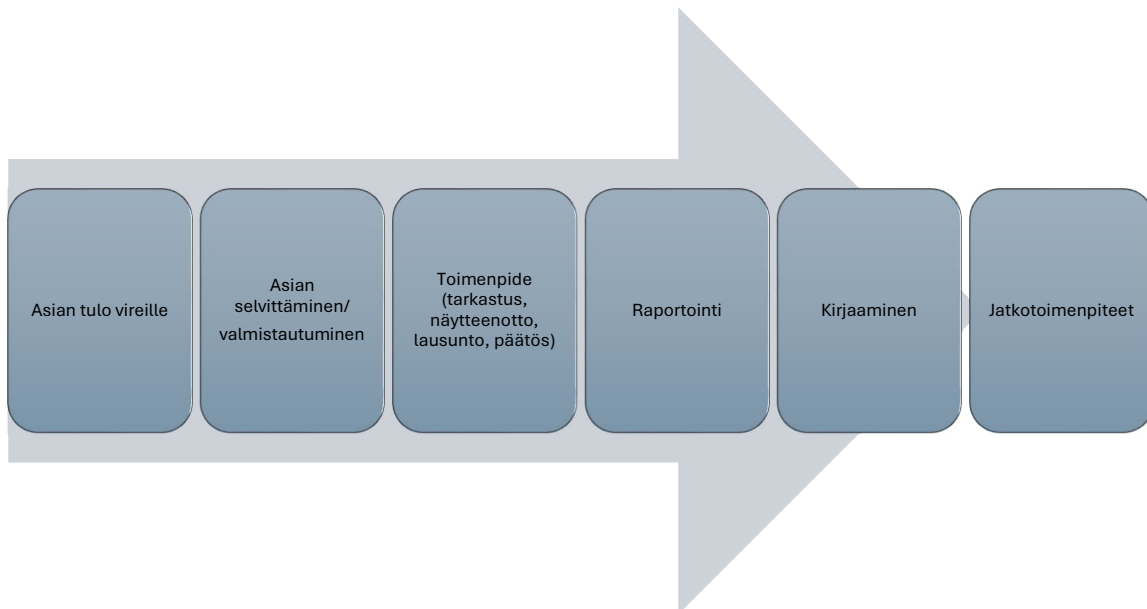 Asian tulo vireille
Asian
selvittäminen/
valmistautuminen
Toimenpide
(tarkastus,
näytteenotto,
lausunto, päätös)
Raportointi
Kirjaaminen
Jatkotoimenpiteet